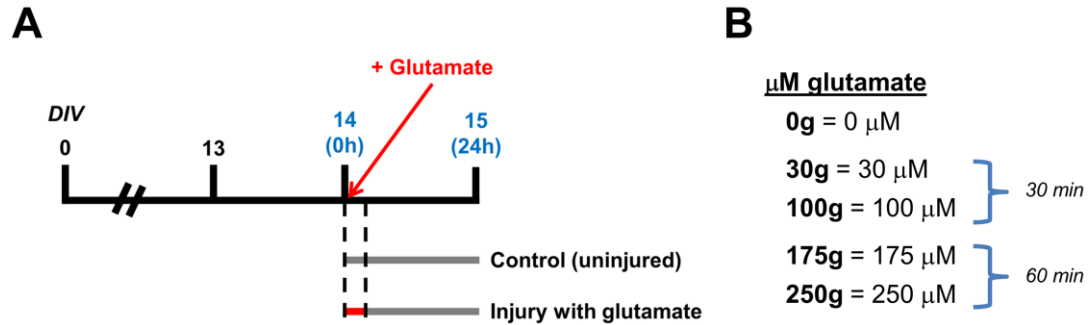 A
B
+ Glutamate
DIV
0
13
14
(0h)
15
(24h)
Control (uninjured)
Injury with glutamate
μM glutamate
0g = 0 μM
30g = 30 μM
100g = 100 μM
30 min
175g = 175 μM
250g = 250 μM
60 min